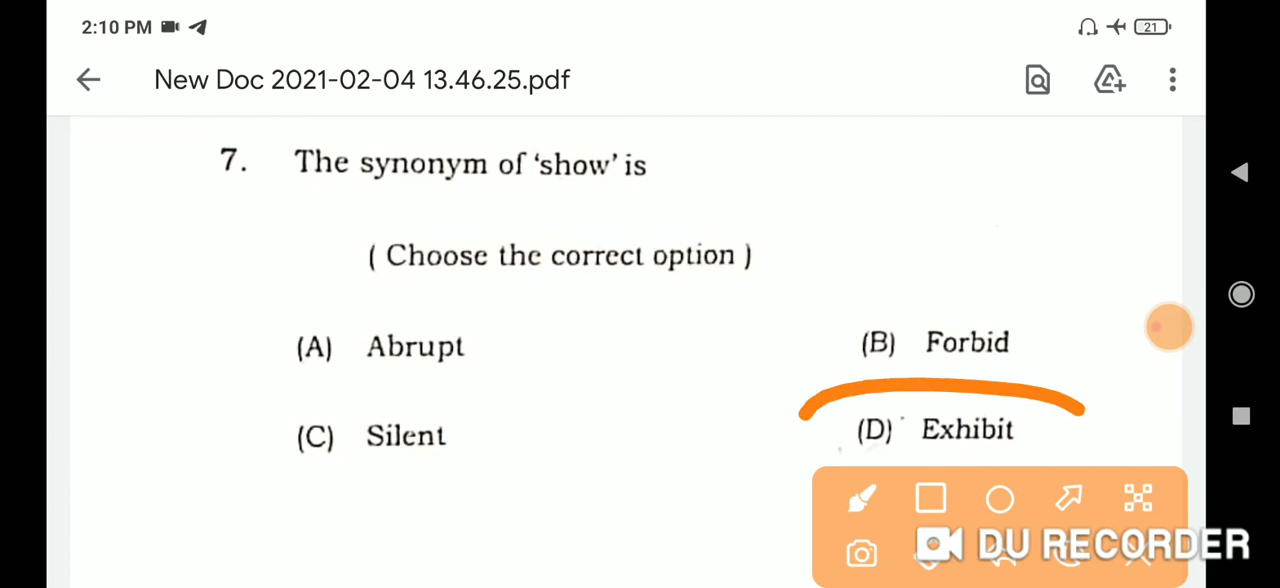 2:10 PM
21
New Doc 2021-02-04 13.46.25.pdf
7. The synonym of ‘show’ is
( Choose the correct option )
(A) Abrupt (B) Forbid
(C) Silent (D) Exhibit
DU RECORDER